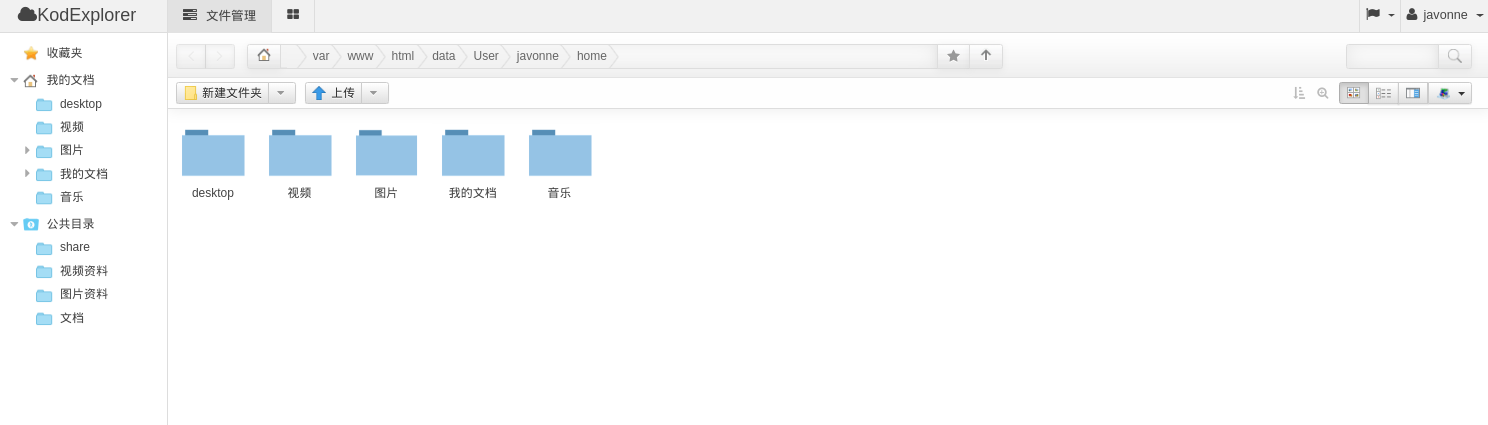 KodExplorer 文件管理 javonne
收藏夹
我的文档
desktop
视频
图片
我的文档
音乐
公共目录
share
视频资料
图片资料
文档
var www html data User javonne home
新建文件夹 上传
desktop 视频 图片 我的文档 音乐